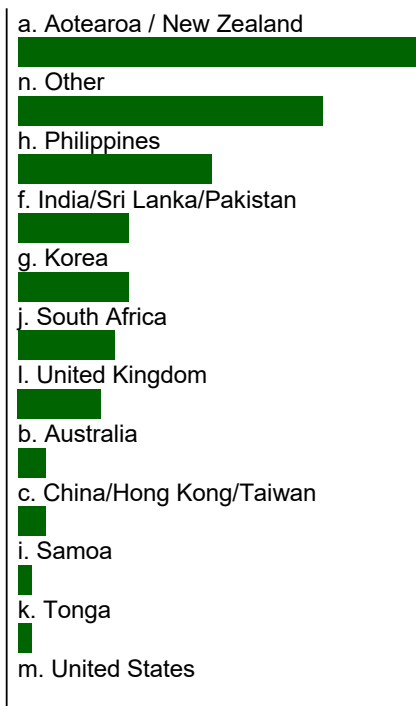 a. Aotearoa / New Zealand
n. Other
h. Philippines
f. India/Sri Lanka/Pakistan
g. Korea
j. South Africa
l. United Kingdom
b. Australia
c. China/Hong Kong/Taiwan
i. Samoa
k. Tonga
m. United States